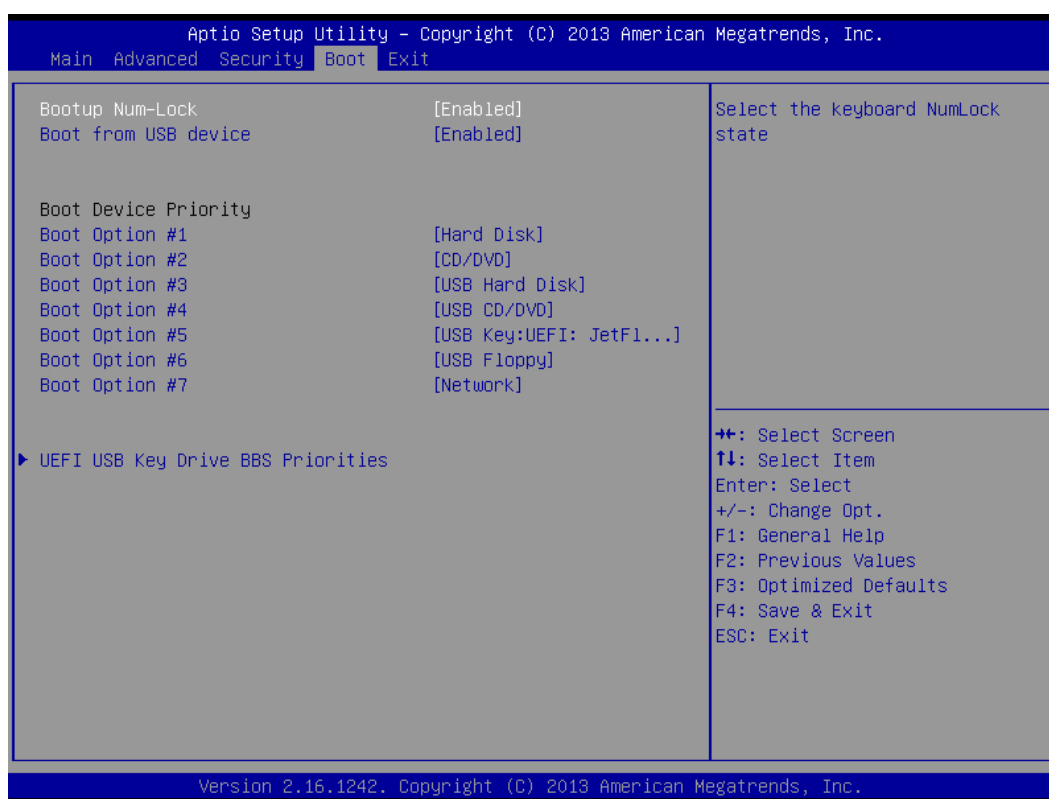 Aptio Setup Utility – Copyright (C) 2013 American Megatrends, Inc.
Main Advanced Security Boot Exit
Bootup Num-Lock [Enabled]
Boot from USB device [Enabled]
Boot Device Priority
Boot Option #1 [Hard Disk]
Boot Option #2 [CD/DVD]
Boot Option #3 [USB Hard Disk]
Boot Option #4 [USB CD/DVD]
Boot Option #5 [USB Key:UEFI: JetFl...]
Boot Option #6 [USB Floppy]
Boot Option #7 [Network]
► UEFI USB Key Drive BBS Priorities
Select the keyboard NumLock
state
→←: Select Screen
↑↓: Select Item
Enter: Select
+/-: Change Opt.
F1: General Help
F2: Previous Values
F3: Optimized Defaults
F4: Save & Exit
ESC: Exit
Version 2.16.1242. Copyright (C) 2013 American Megatrends, Inc.